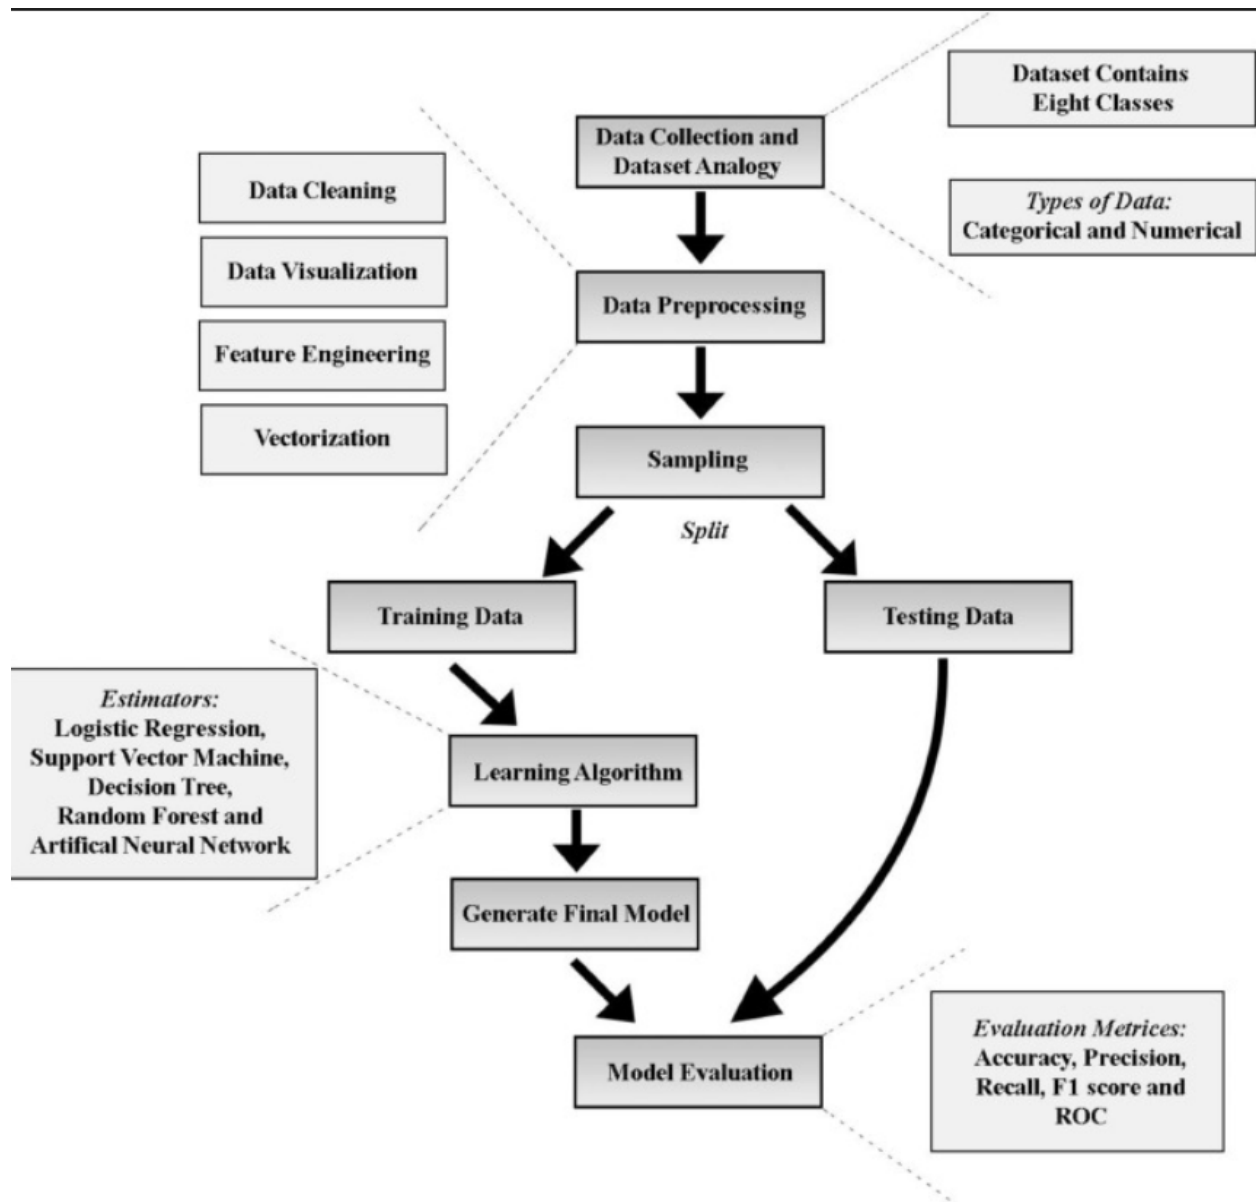 Dataset Contains
Eight Classes
Data Collection and
Dataset Analogy
Types of Data:
Categorical and Numerical
Data Cleaning
Data Visualization
Feature Engineering
Vectorization
Data Preprocessing
Sampling
Split
Training Data
Testing Data
Estimators:
Logistic Regression,
Support Vector Machine,
Decision Tree,
Random Forest and
Artifical Neural Network
Learning Algorithm
Generate Final Model
Model Evaluation
Evaluation Metrices:
Accuracy, Precision,
Recall, F1 score and
ROC